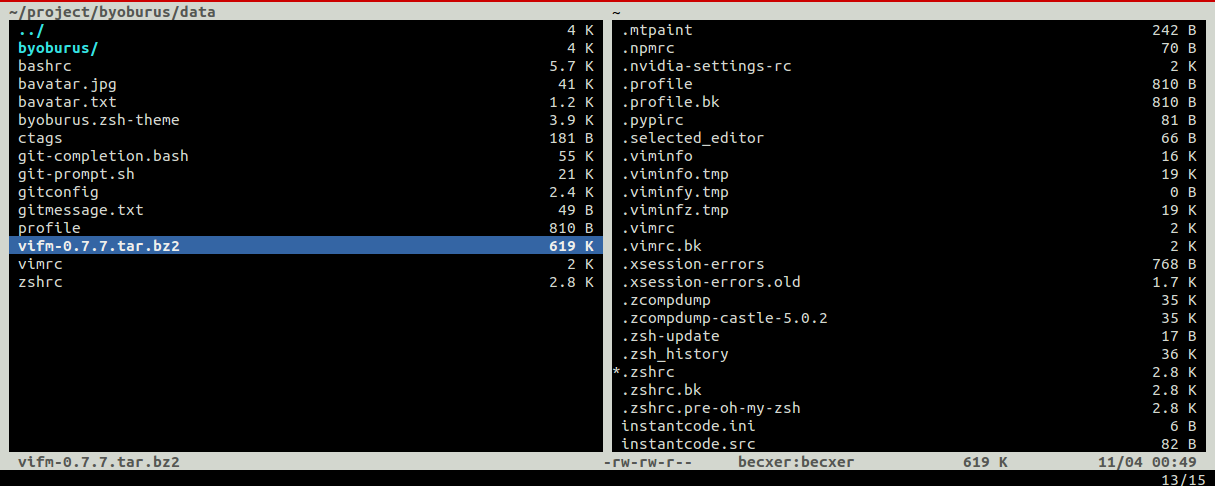 ~/project/byoburus/data
../ 4 K
byoburus/ 4 K
bashrc 5.7 K
bavatar.jpg 41 K
bavatar.txt 1.2 K
byoburus.zsh-theme 3.9 K
ctags 181 B
git-completion.bash 55 K
git-prompt.sh 21 K
gitconfig 2.4 K
gitmessage.txt 49 B
profile 810 B
vifm-0.7.7.tar.bz2 619 K
vimrc 2 K
zshrc 2.8 K
~
.mtpaint 242 B
.npmrc 70 B
.nvidia-settings-rc 2 K
.profile 810 B
.profile.bk 810 B
.pypirc 81 B
.selected_editor 66 B
.viminfo 16 K
.viminfo.tmp 19 K
.viminfy.tmp 0 B
.viminfz.tmp 19 K
.vimrc 2 K
.vimrc.bk 2 K
.xsession-errors 768 B
.xsession-errors.old 1.7 K
.zcompdump 35 K
.zcompdump-castle-5.0.2 35 K
.zsh-update 17 B
.zsh_history 36 K
*.zshrc 2.8 K
.zshrc.bk 2.8 K
.zshrc.pre-oh-my-zsh 2.8 K
instantcode.ini 6 B
instantcode.src 82 B
vifm-0.7.7.tar.bz2 -rw-rw-r-- becxer:becxer 619 K 11/04 00:49
13/15